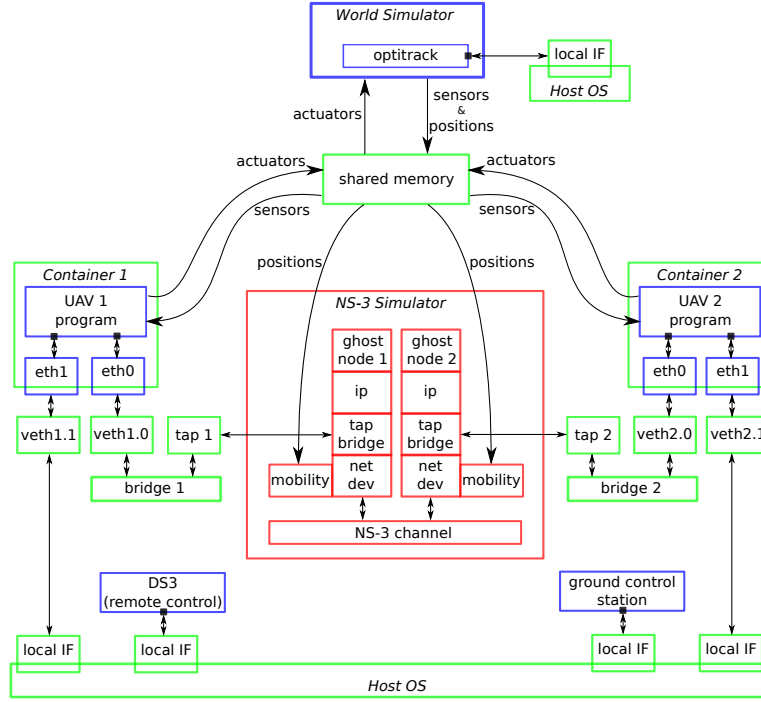 World Simulator
optitrack
local IF
Host OS
actuators
sensors
&
positions
actuators
actuators
shared memory
sensors
sensors
positions
positions
Container 1
UAV 1
program
eth1
eth0
Container 2
UAV 2
program
eth0
eth1
NS-3 Simulator
ghost
node 1
ghost
node 2
ip
ip
tap
bridge
tap
bridge
net
dev
net
dev
mobility
mobility
NS-3 channel
veth1.1
veth1.0
tap 1
tap 2
veth2.0
veth2.1
bridge 1
bridge 2
DS3
(remote control)
ground control
station
local IF
local IF
local IF
local IF
Host OS